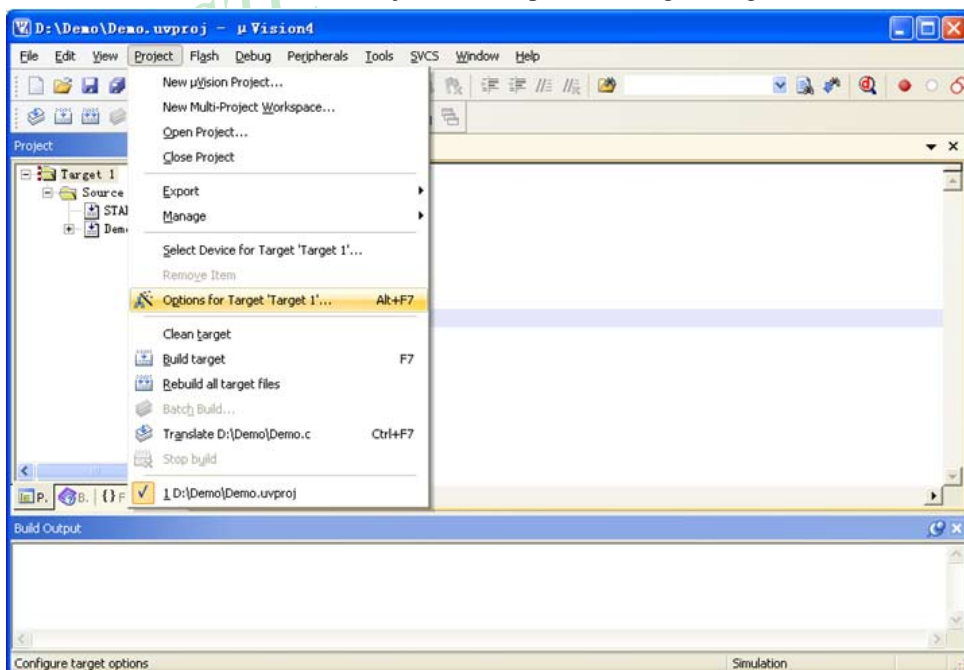 D:\Demo\Demo.uvproj - µVision4
File Edit View Project Flash Debug Peripherals Tools SVCS Window Help
New µVision Project...
New Multi-Project Workspace...
Open Project...
Close Project
Export
Manage
Select Device for Target 'Target 1'...
Remove Item
Options for Target 'Target 1'... Alt+F7
Clean target
Build target F7
Rebuild all target files
Batch Build...
Translate D:\Demo\Demo.c Ctrl+F7
Stop build
1 D:\Demo\Demo.uvproj
Project
Target 1
Source
STA
Dem
P. B. {} F
Build Output
Configure target options Simulation